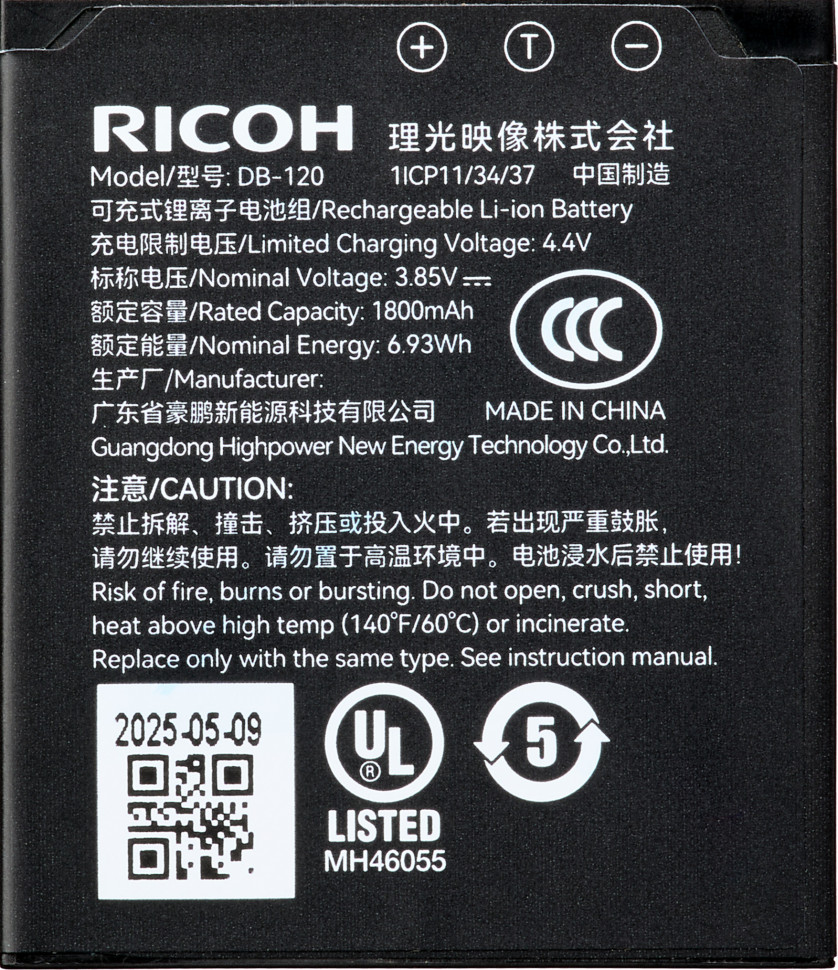 + T −
RICOH 理光映像株式会社
Model/型号: DB-120 1ICP11/34/37 中国制造
可充式锂离子电池组/Rechargeable Li-ion Battery
充电限制电压/Limited Charging Voltage: 4.4V
标称电压/Nominal Voltage: 3.85V⎓
额定容量/Rated Capacity: 1800mAh
额定能量/Nominal Energy: 6.93Wh
CCC
生产厂/Manufacturer:
广东省豪鹏新能源科技有限公司 MADE IN CHINA
Guangdong Highpower New Energy Technology Co.,Ltd.
注意/CAUTION:
禁止拆解、撞击、挤压或投入火中。若出现严重鼓胀，
请勿继续使用。请勿置于高温环境中。电池浸水后禁止使用！
Risk of fire, burns or bursting. Do not open, crush, short,
heat above high temp (140°F/60°C) or incinerate.
Replace only with the same type. See instruction manual.
2025-05-09
UL®
LISTED
MH46055
5